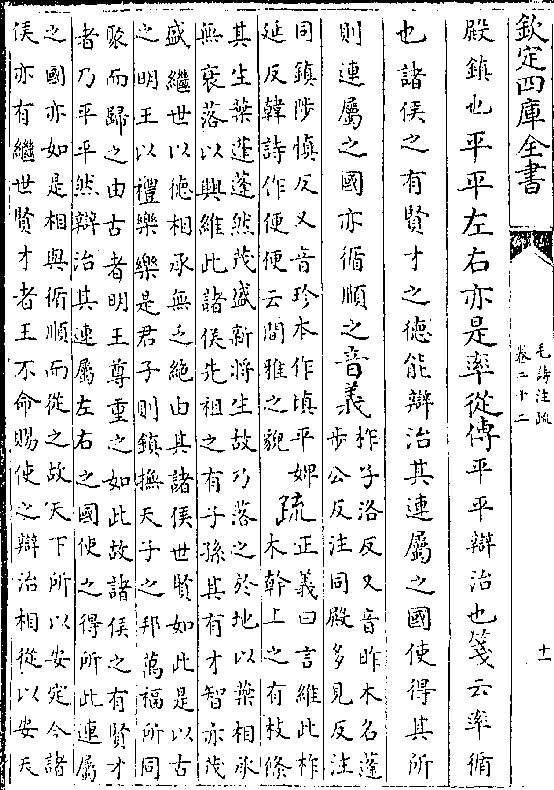 欽定四庫全書
毛詩注疏
卷二十二
十一
殿鎮也平平左右亦是率從傳平平辯治也箋云率循
也諸侯之有賢才之德能辯治其連屬之國使得其所
則連屬之國亦循順之音義
柞子洛反又音昨木名蓬
步公反注同殿多見反注
同鎮陟慎反又音珍本作填平婢
延反韓詩作便便云間雅之貌
疏
正義曰言維此柞
木幹上之有枝條
其生葉蓬蓬然茂盛新將生故乃落之於地以葉相承
無衰落以興維此諸侯先祖之有子孫其有才智亦茂
盛繼世以德相承無乏絶由其諸侯世賢如此是以古
之明王以禮樂樂是君子則鎮撫天子之邦萬福所同
聚而歸之由古者明王尊重之如此故諸侯之有賢才
者乃平平然辯治其連屬左右之國使之得所此連屬
之國亦如是相與循順而從之故天下所以安定今諸
侯亦有繼世賢才者王不命賜使之辯治相從以安天